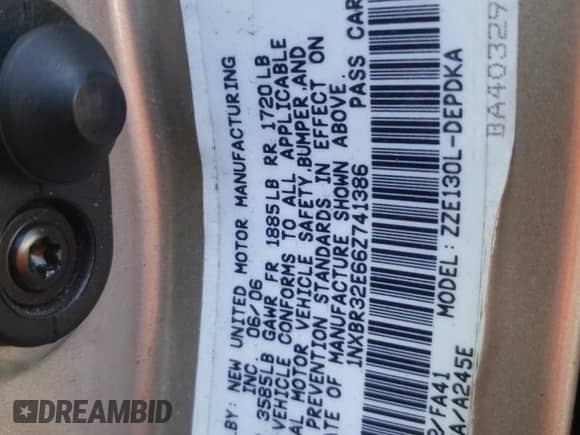 BY: NEW UNITED MOTOR MANUFACTURING
INC. 06/06
3585LB GAWR FR 1885LB RR 1720LB
VEHICLE CONFORMS TO ALL APPLICABLE
AL MOTOR VEHICLE SAFETY,BUMPER,AND
PREVENTION STANDARDS IN EFFECT ON
ATE OF MANUFACTURE SHOWN ABOVE.
1NXBR32E66Z741386 PASS CAR
MODEL: ZZE130L-DEPDKA
/FA41
A/A245E
BA40329
DREAMBID